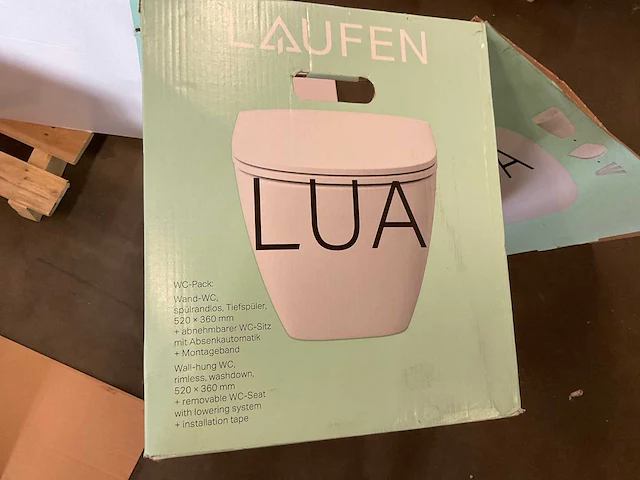 LAUFEN
LUA
WC-Pack:
Wand-WC,
spülrandlos, Tiefspüler,
520 × 360 mm
+ abnehmbarer WC-Sitz
mit Absenkautomatik
+ Montageband
Wall-hung WC,
rimless, washdown,
520 × 360 mm
+ removable WC-Seat
with lowering system
+ installation tape
A